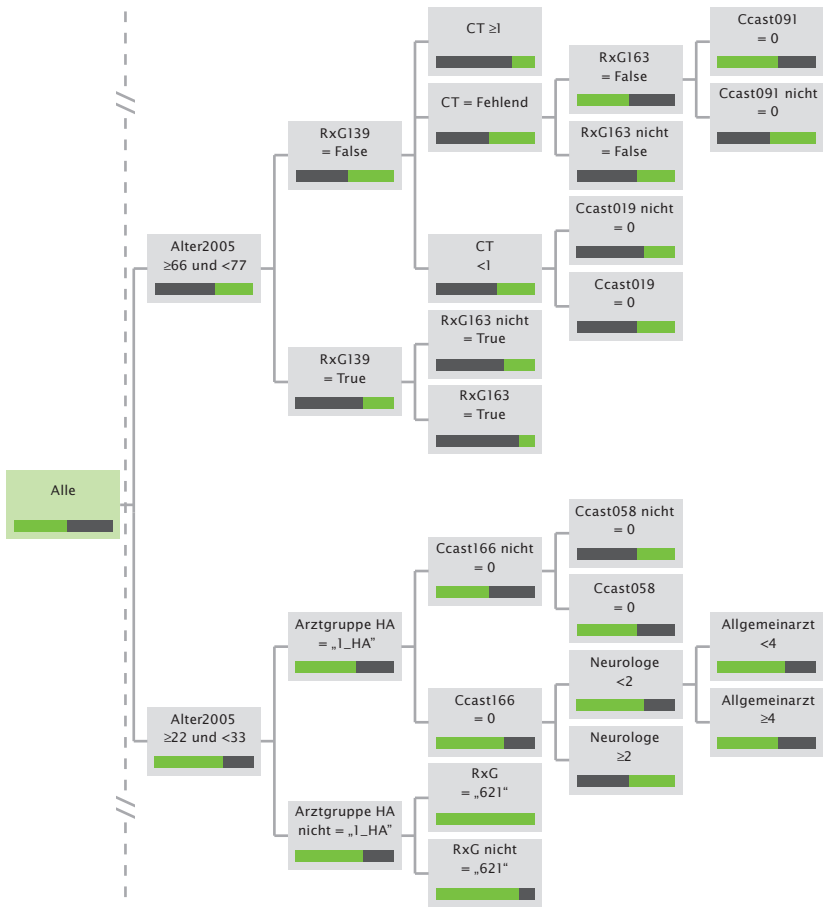 Alle
Alter2005
≥66 und <77
RxG139
= False
CT ≥1
CT = Fehlend
RxG163
= False
Ccast091
= 0
Ccast091 nicht
= 0
RxG163 nicht
= False
CT
<1
Ccast019 nicht
= 0
Ccast019
= 0
RxG139
= True
RxG163 nicht
= True
RxG163
= True
Alter2005
≥22 und <33
Arztgruppe HA
= „1_HA”
Ccast166 nicht
= 0
Ccast058 nicht
= 0
Ccast058
= 0
Ccast166
= 0
Neurologe
<2
Allgemeinarzt
<4
Allgemeinarzt
≥4
Neurologe
≥2
Arztgruppe HA
nicht = „1_HA”
RxG
= „621“
RxG nicht
= „621“